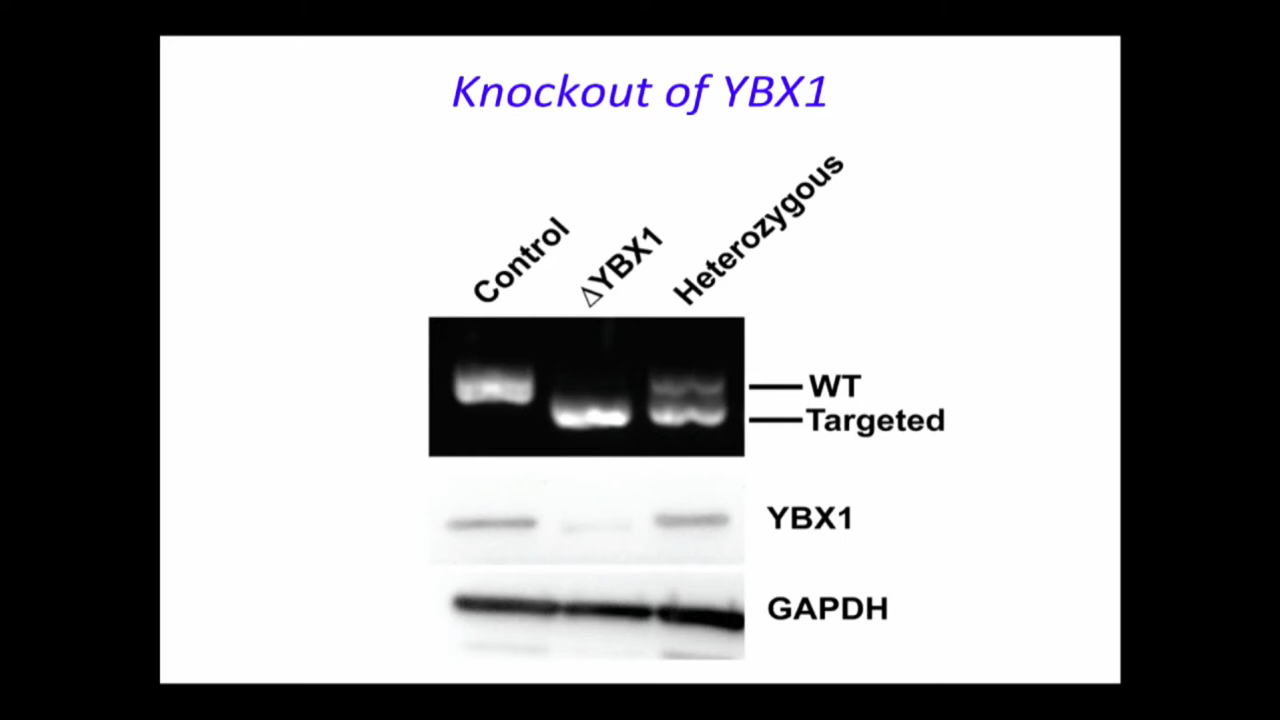 Knockout of YBX1
Control
ΔYBX1
Heterozygous
WT
Targeted
YBX1
GAPDH